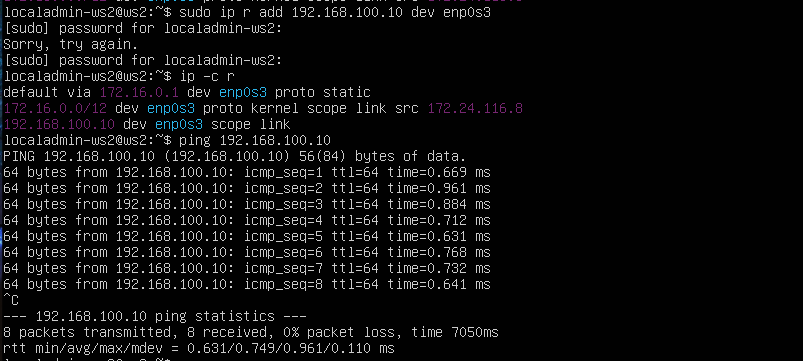 localadmin-ws2@ws2:~$ sudo ip r add 192.168.100.10 dev enp0s3
[sudo] password for localadmin-ws2:
Sorry, try again.
[sudo] password for localadmin-ws2:
localadmin-ws2@ws2:~$ ip -c r
default via 172.16.0.1 dev enp0s3 proto static
172.16.0.0/12 dev enp0s3 proto kernel scope link src 172.24.116.8
192.168.100.10 dev enp0s3 scope link
localadmin-ws2@ws2:~$ ping 192.168.100.10
PING 192.168.100.10 (192.168.100.10) 56(84) bytes of data.
64 bytes from 192.168.100.10: icmp_seq=1 ttl=64 time=0.669 ms
64 bytes from 192.168.100.10: icmp_seq=2 ttl=64 time=0.961 ms
64 bytes from 192.168.100.10: icmp_seq=3 ttl=64 time=0.884 ms
64 bytes from 192.168.100.10: icmp_seq=4 ttl=64 time=0.712 ms
64 bytes from 192.168.100.10: icmp_seq=5 ttl=64 time=0.631 ms
64 bytes from 192.168.100.10: icmp_seq=6 ttl=64 time=0.768 ms
64 bytes from 192.168.100.10: icmp_seq=7 ttl=64 time=0.732 ms
64 bytes from 192.168.100.10: icmp_seq=8 ttl=64 time=0.641 ms
^C
--- 192.168.100.10 ping statistics ---
8 packets transmitted, 8 received, 0% packet loss, time 7050ms
rtt min/avg/max/mdev = 0.631/0.749/0.961/0.110 ms